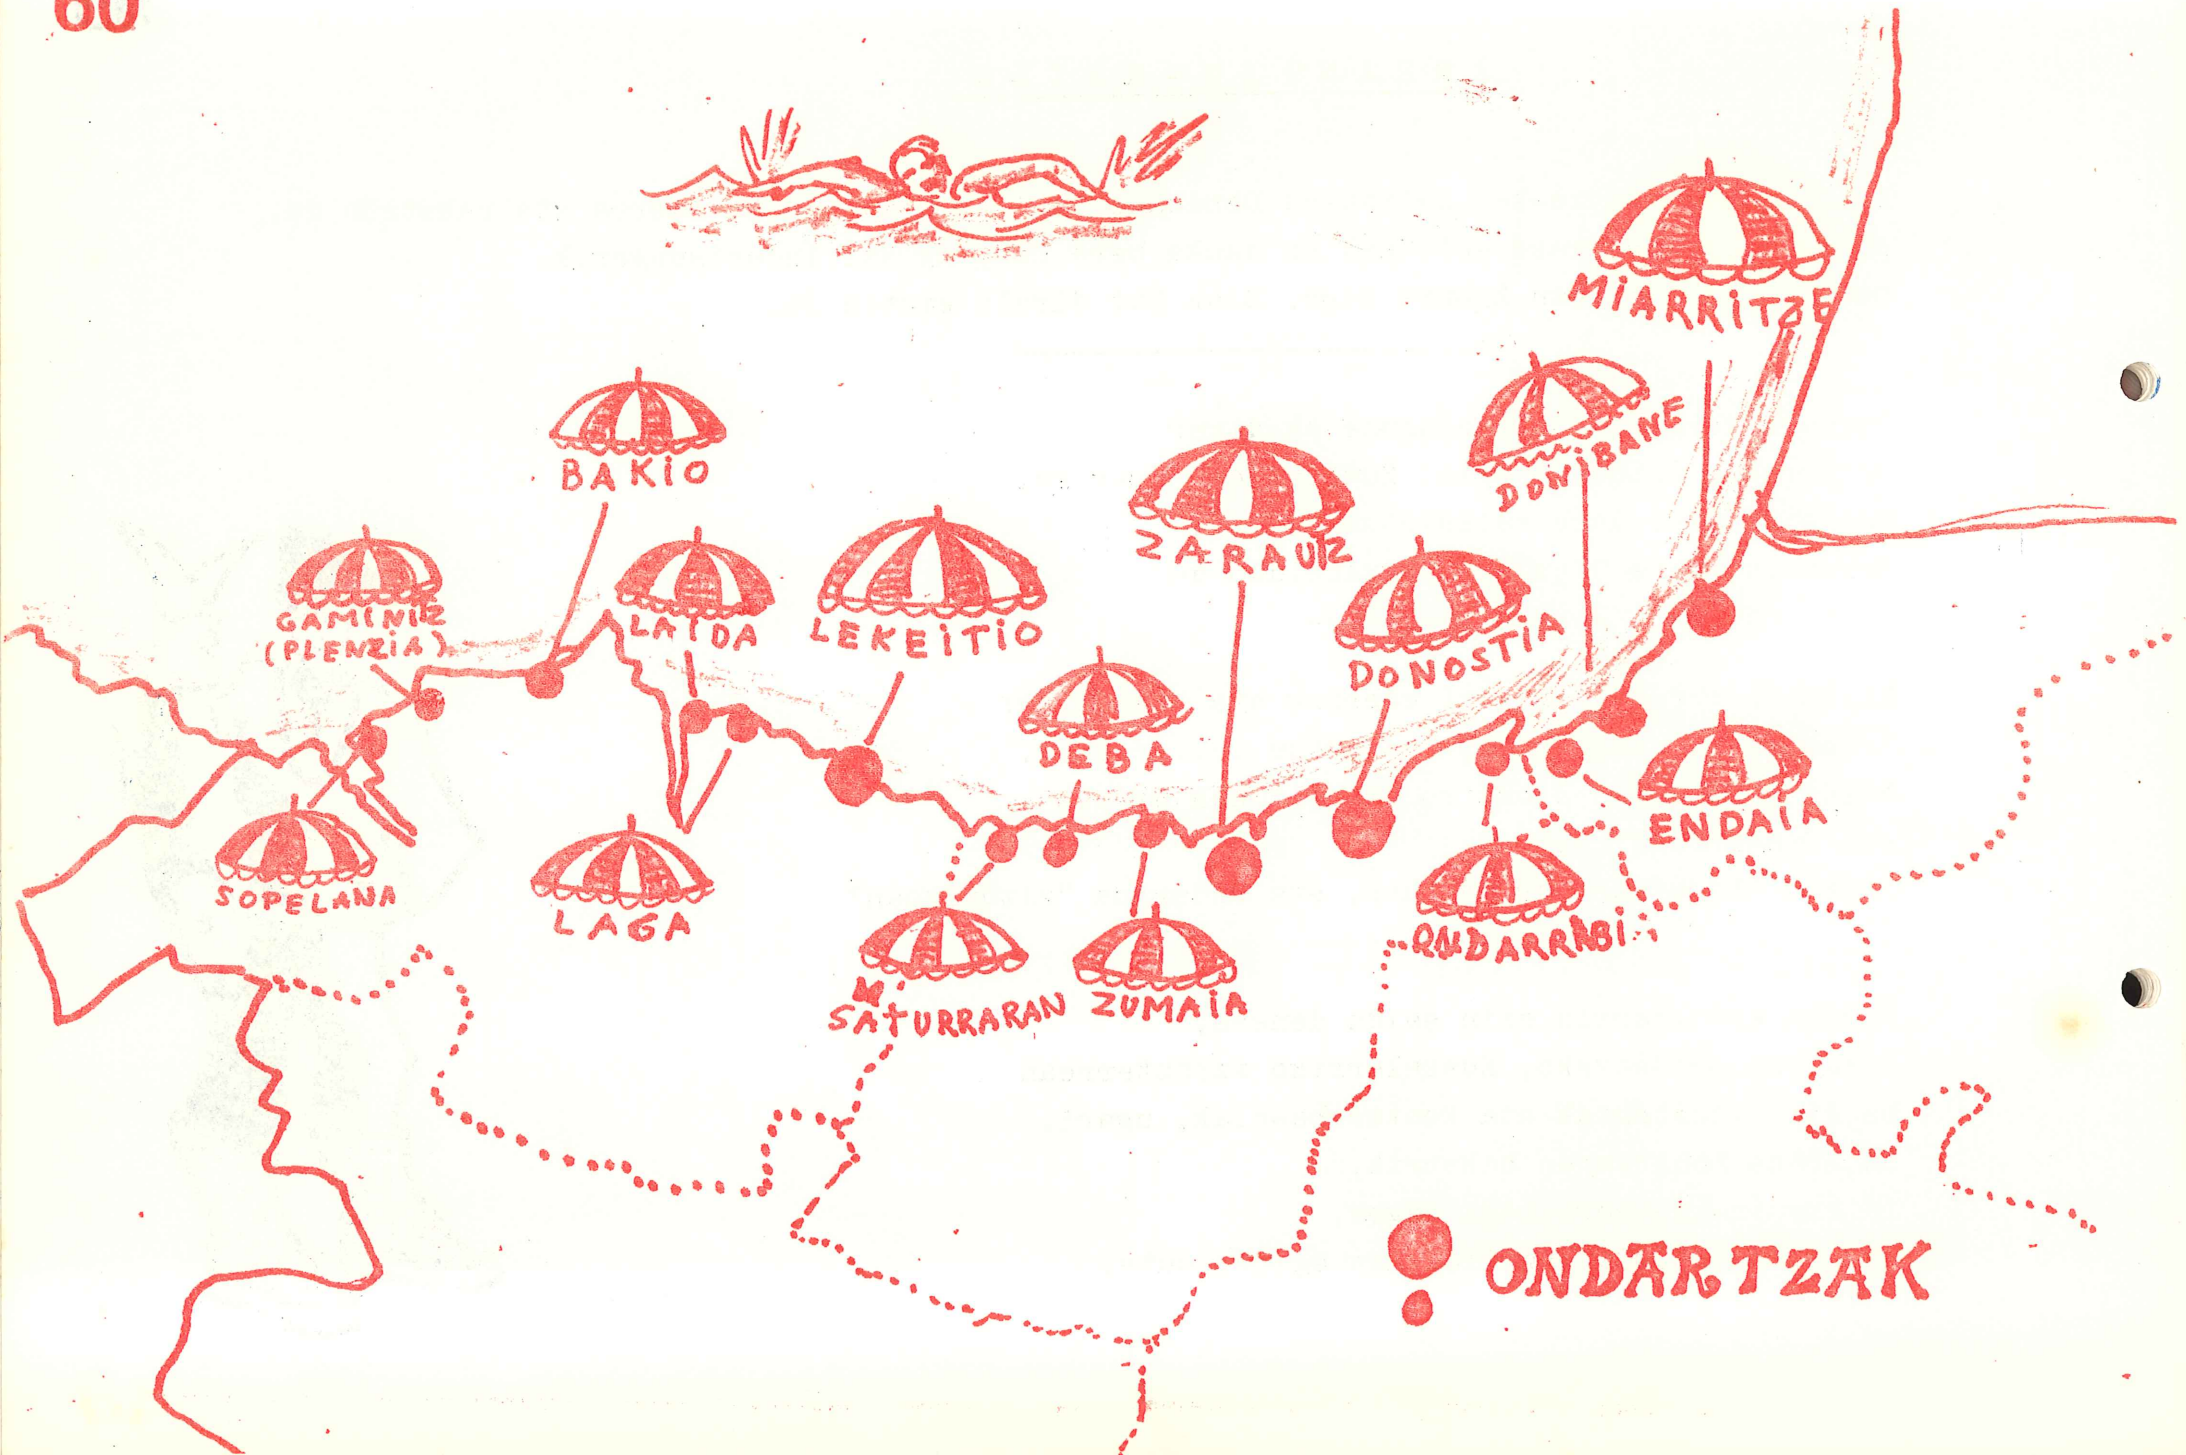 60
MIARRITZE
DONIBANE
BAKIO
ZARAUZ
GAMINIZ
(PLENZIA)
LAIDA
LEKEITIO
DONOSTIA
DEBA
ENDAIA
SOPELANA
LAGA
ONDARRABI
SATURRARAN
ZUMAIA
ONDARTZAK